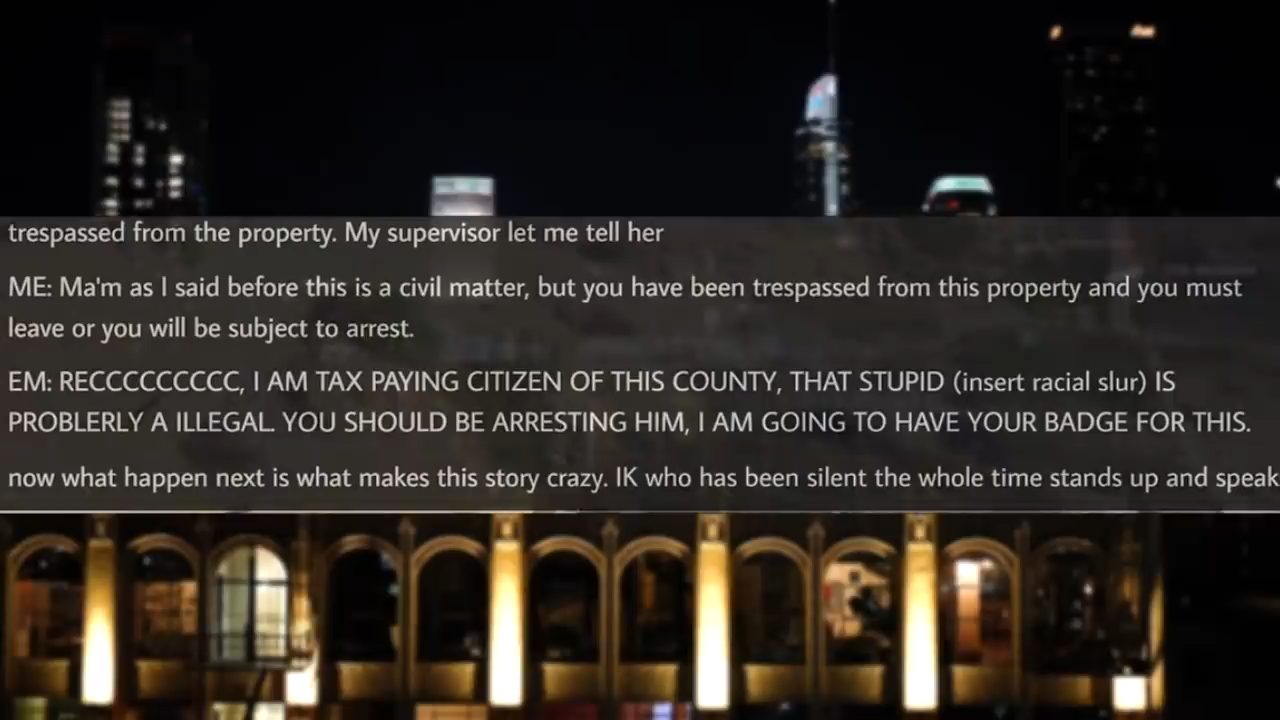 trespassed from the property. My supervisor let me tell her
ME: Ma'm as I said before this is a civil matter, but you have been trespassed from this property and you must
leave or you will be subject to arrest.
EM: RECCCCCCCCC, I AM TAX PAYING CITIZEN OF THIS COUNTY, THAT STUPID (insert racial slur) IS
PROBLERLY A ILLEGAL. YOU SHOULD BE ARRESTING HIM, I AM GOING TO HAVE YOUR BADGE FOR THIS.
now what happen next is what makes this story crazy. IK who has been silent the whole time stands up and speak